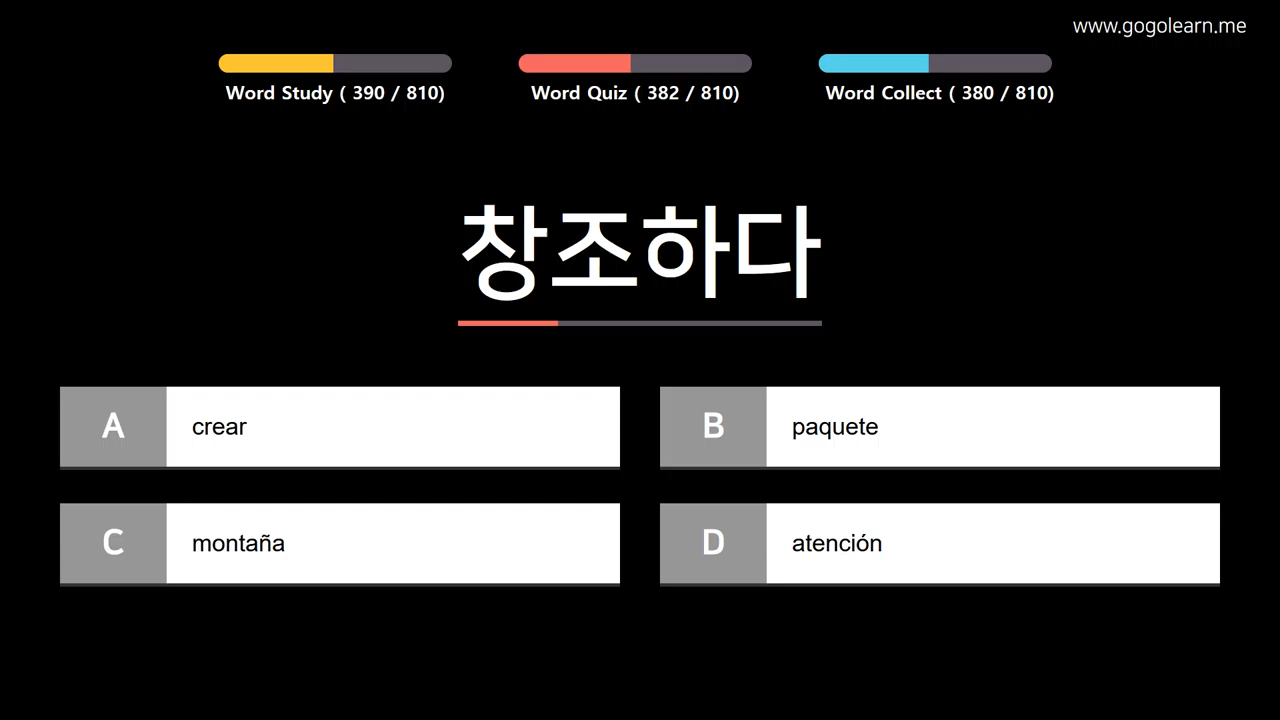 www.gogolearn.me
Word Study ( 390 / 810)
Word Quiz ( 382 / 810)
Word Collect ( 380 / 810)
창조하다
A crear
B paquete
C montaña
D atención